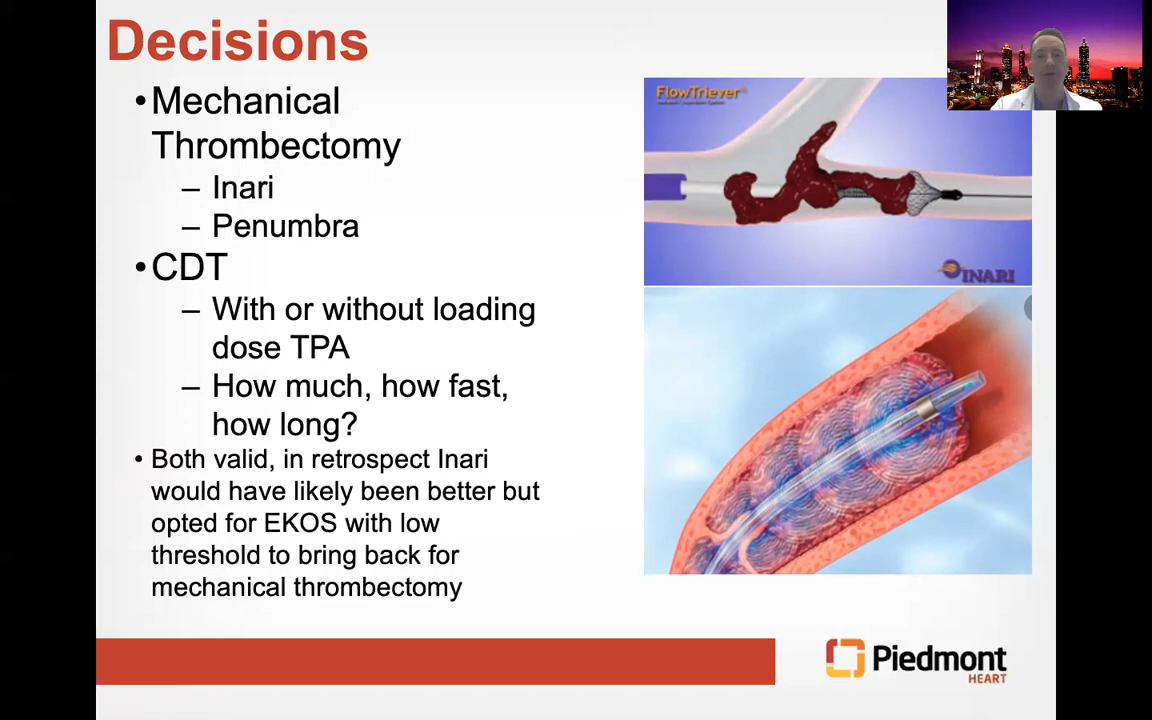 Decisions
•Mechanical
Thrombectomy
– Inari
– Penumbra
•CDT
– With or without loading
dose TPA
– How much, how fast,
how long?
• Both valid, in retrospect Inari
would have likely been better but
opted for EKOS with low
threshold to bring back for
mechanical thrombectomy
FlowTriever
INARI
Piedmont
HEART